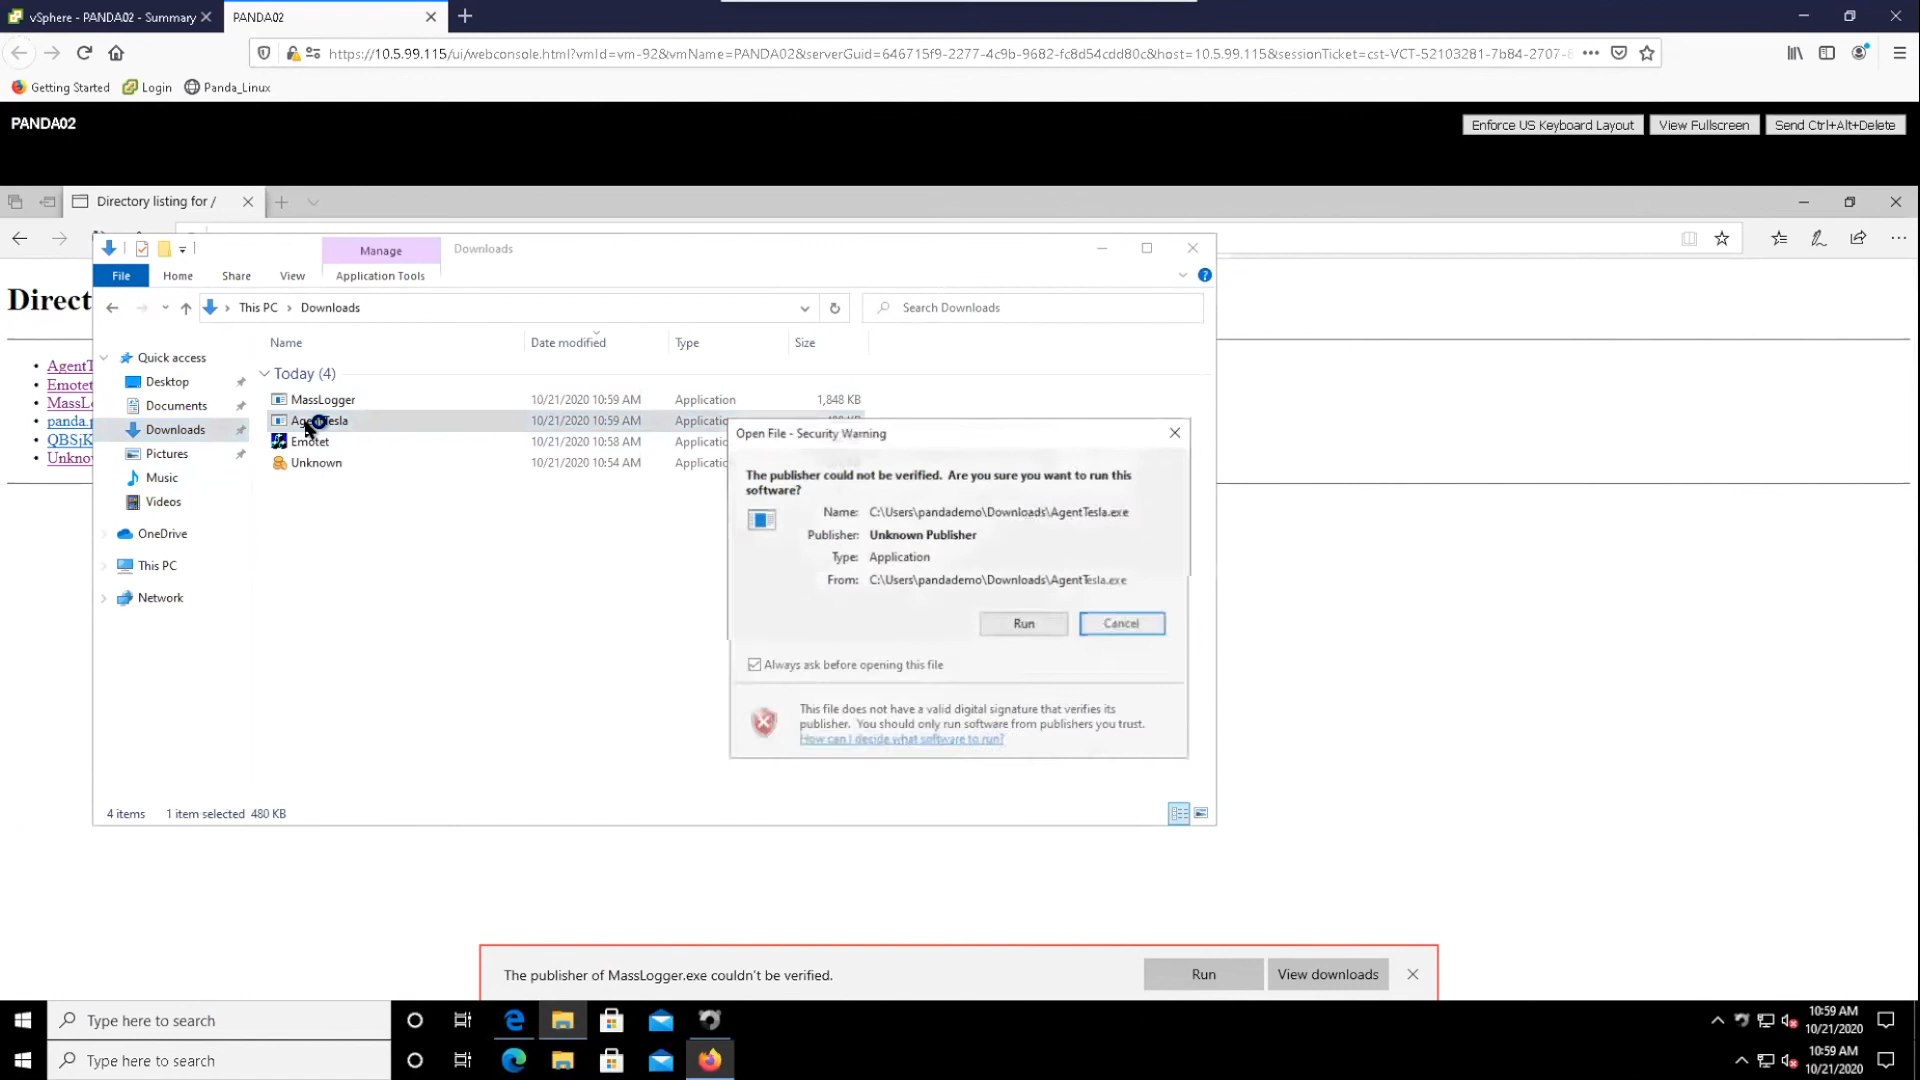 vSphere - PANDA02 - Summary
PANDA02
https://10.5.99.115/ui/webconsole.html?vmId=vm-92&vmName=PANDA02&serverGuid=646715f9-2277-4c9b-9682-fc8d54cdd80c&host=10.5.99.115&sessionTicket=cst-VCT-52103281-7b84-2707-8
Getting Started Login Panda_Linux
PANDA02
Enforce US Keyboard Layout View Fullscreen Send Ctrl+Alt+Delete
Directory listing for /
Manage Downloads
File Home Share View Application Tools
Direct
This PC Downloads Search Downloads
Name Date modified Type Size
Quick access
Desktop
Documents
Downloads
Pictures
Music
Videos
OneDrive
This PC
Network
Today (4)
MassLogger 10/21/2020 10:59 AM Application 1,848 KB
AgentTesla 10/21/2020 10:59 AM Applicatio
Emotet 10/21/2020 10:58 AM Applicatio
Unknown 10/21/2020 10:54 AM Applicatio
AgentT
Emotet
MassL
panda.p
QBSjK
Unkno
Open File - Security Warning
The publisher could not be verified. Are you sure you want to run this
software?
Name: C:\Users\pandademo\Downloads\AgentTesla.exe
Publisher: Unknown Publisher
Type: Application
From: C:\Users\pandademo\Downloads\AgentTesla.exe
Run Cancel
Always ask before opening this file
This file does not have a valid digital signature that verifies its
publisher. You should only run software from publishers you trust.
How can I decide what software to run?
4 items 1 item selected 480 KB
The publisher of MassLogger.exe couldn't be verified.
Run View downloads
Type here to search
10:59 AM
10/21/2020
Type here to search
10:59 AM
10/21/2020